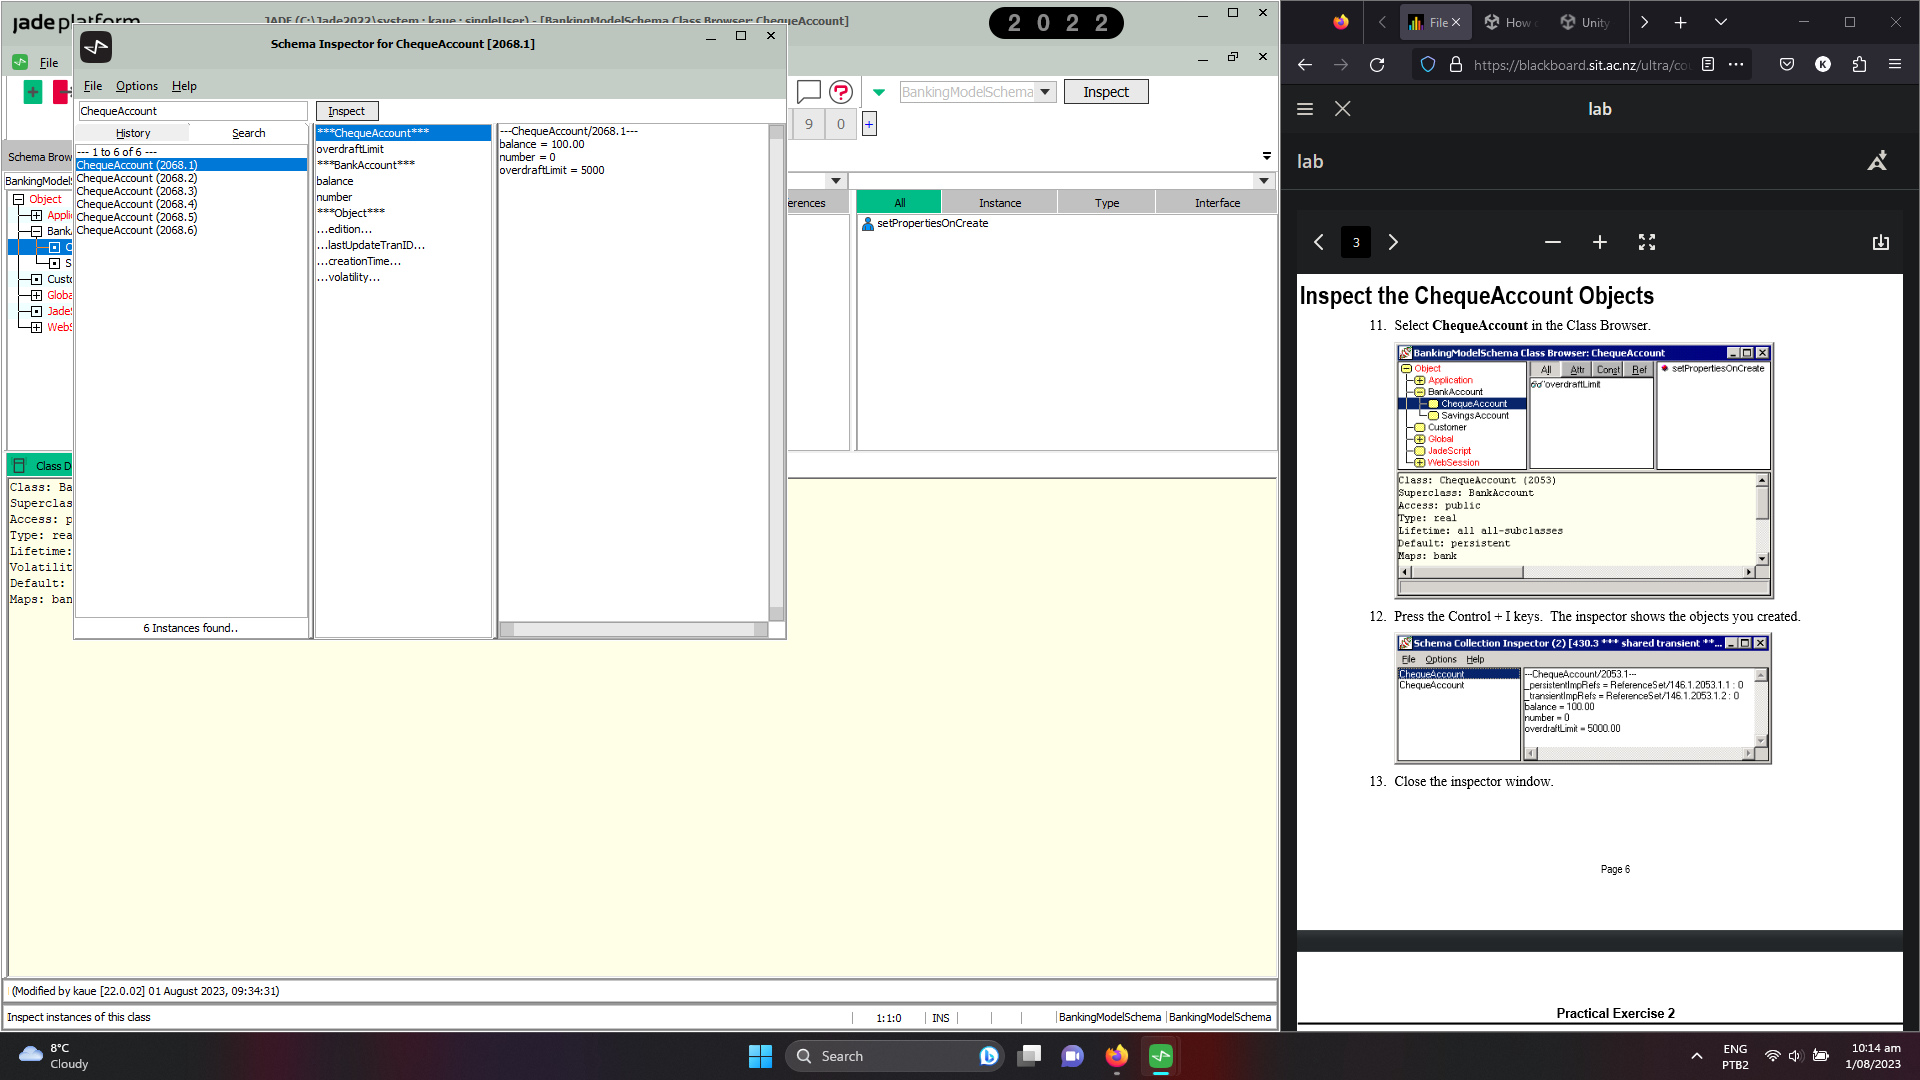 jade platform
JADE (C:\Jade2022\system : kaue : singleUser) - [BankingModelSchema Class Browser: ChequeAccount]
2 0 2 2
File
Schema Inspector for ChequeAccount [2068.1]
File Options Help
ChequeAccount
Inspect
History
Search
--- 1 to 6 of 6 ---
ChequeAccount (2068.1)
ChequeAccount (2068.2)
ChequeAccount (2068.3)
ChequeAccount (2068.4)
ChequeAccount (2068.5)
ChequeAccount (2068.6)
6 Instances found..
***ChequeAccount***
overdraftLimit
***BankAccount***
balance
number
***Object***
...edition...
...lastUpdateTranID...
...creationTime...
...volatility...
---ChequeAccount/2068.1---
balance = 100.00
number = 0
overdraftLimit = 5000
BankingModelSchema
Inspect
9 0 +
Schema Brow
BankingModelS
Object
Appli
BankA
C
S
Custo
Globa
JadeS
WebS
erences
All
Instance
Type
Interface
setPropertiesOnCreate
Class D
Class: Ba
Superclas
Access: p
Type: rea
Lifetime:
Volatilit
Default:
Maps: ban
(Modified by kaue [22.0.02] 01 August 2023, 09:34:31)
Inspect instances of this class
1:1:0
INS
BankingModelSchema
BankingModelSchema
File
How
Unity
https://blackboard.sit.ac.nz/ultra/co
K
lab
lab
3
Inspect the ChequeAccount Objects
11. Select ChequeAccount in the Class Browser.
BankingModelSchema Class Browser: ChequeAccount
Object
Application
BankAccount
ChequeAccount
SavingsAccount
Customer
Global
JadeScript
WebSession
All Attr Const Ref
overdraftLimit
setPropertiesOnCreate
Class: ChequeAccount (2053)
Superclass: BankAccount
Access: public
Type: real
Lifetime: all all-subclasses
Default: persistent
Maps: bank
12. Press the Control + I keys. The inspector shows the objects you created.
Schema Collection Inspector (2) [430.3 *** shared transient **...
File Options Help
ChequeAccount
ChequeAccount
---ChequeAccount/2053.1---
_persistentImpRefs = ReferenceSet/146.1.2053.1.1 : 0
_transientImpRefs = ReferenceSet/146.1.2053.1.2 : 0
balance = 100.00
number = 0
overdraftLimit = 5000.00
13. Close the inspector window.
Page 6
Practical Exercise 2
8°C
Cloudy
Search
ENG
PTB2
10:14 am
1/08/2023